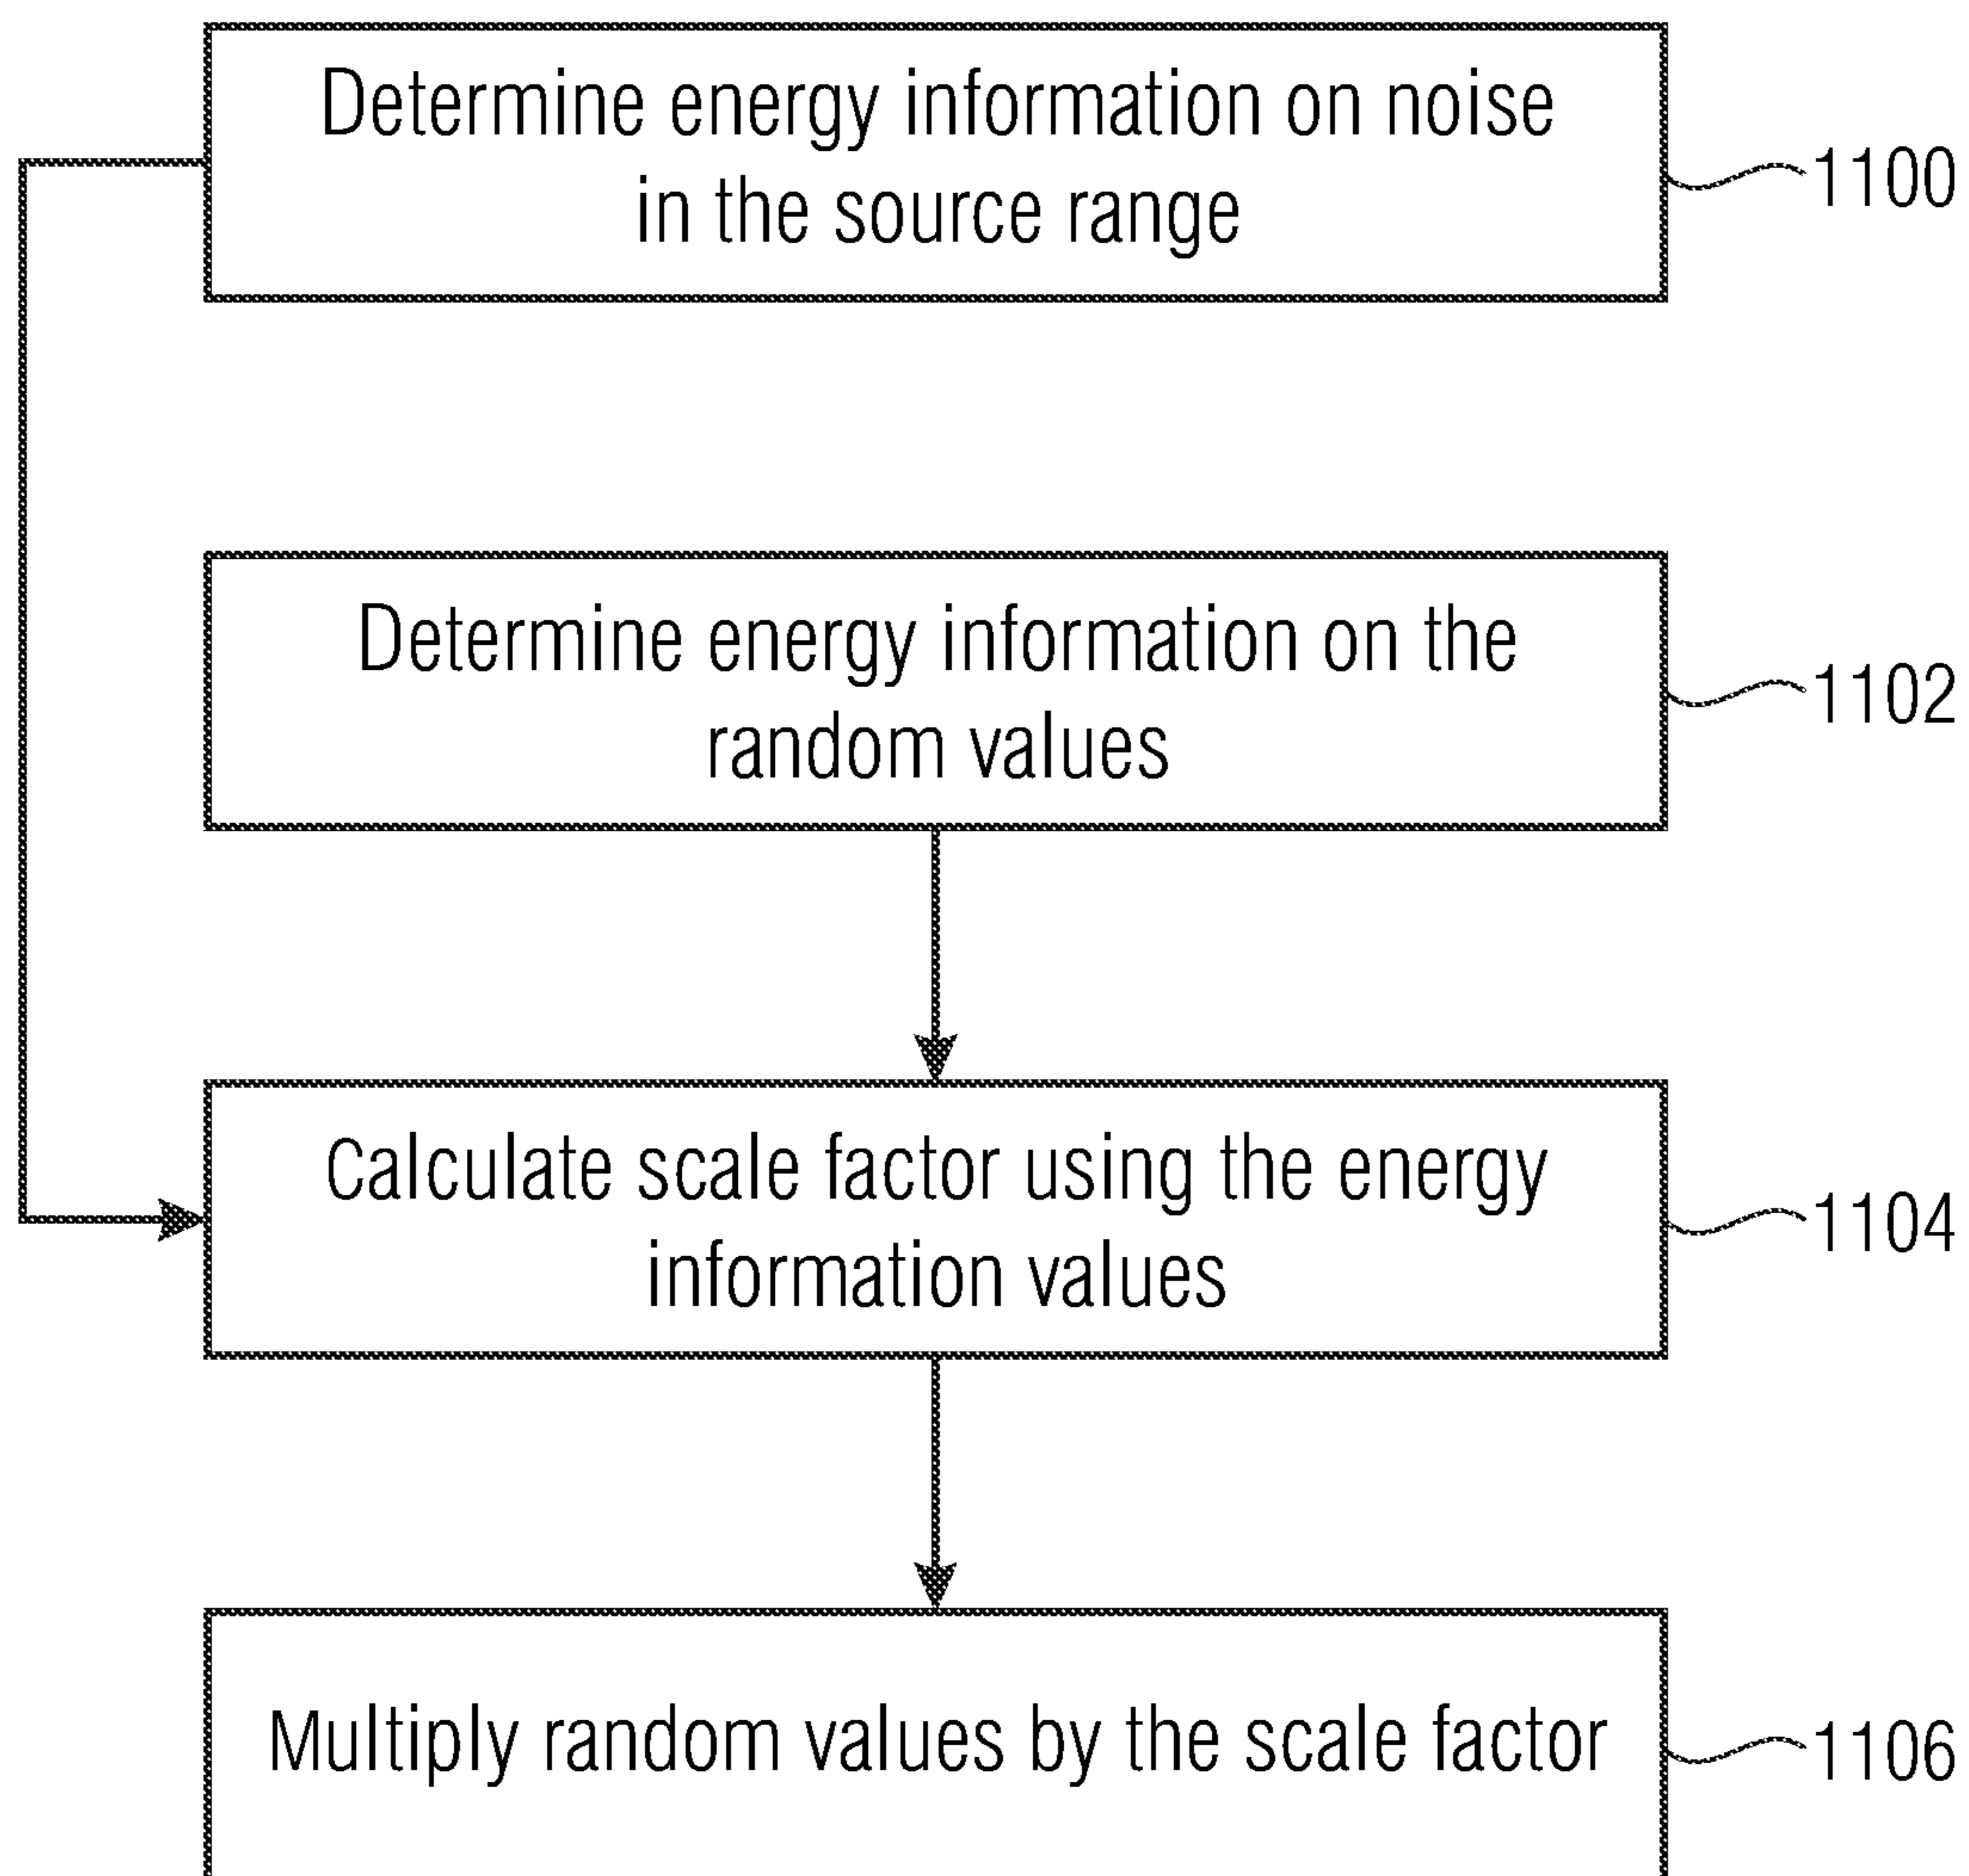 Determine energy information on noise
in the source range
1100
Determine energy information on the
random values
1102
Calculate scale factor using the energy
information values
1104
Multiply random values by the scale factor
1106